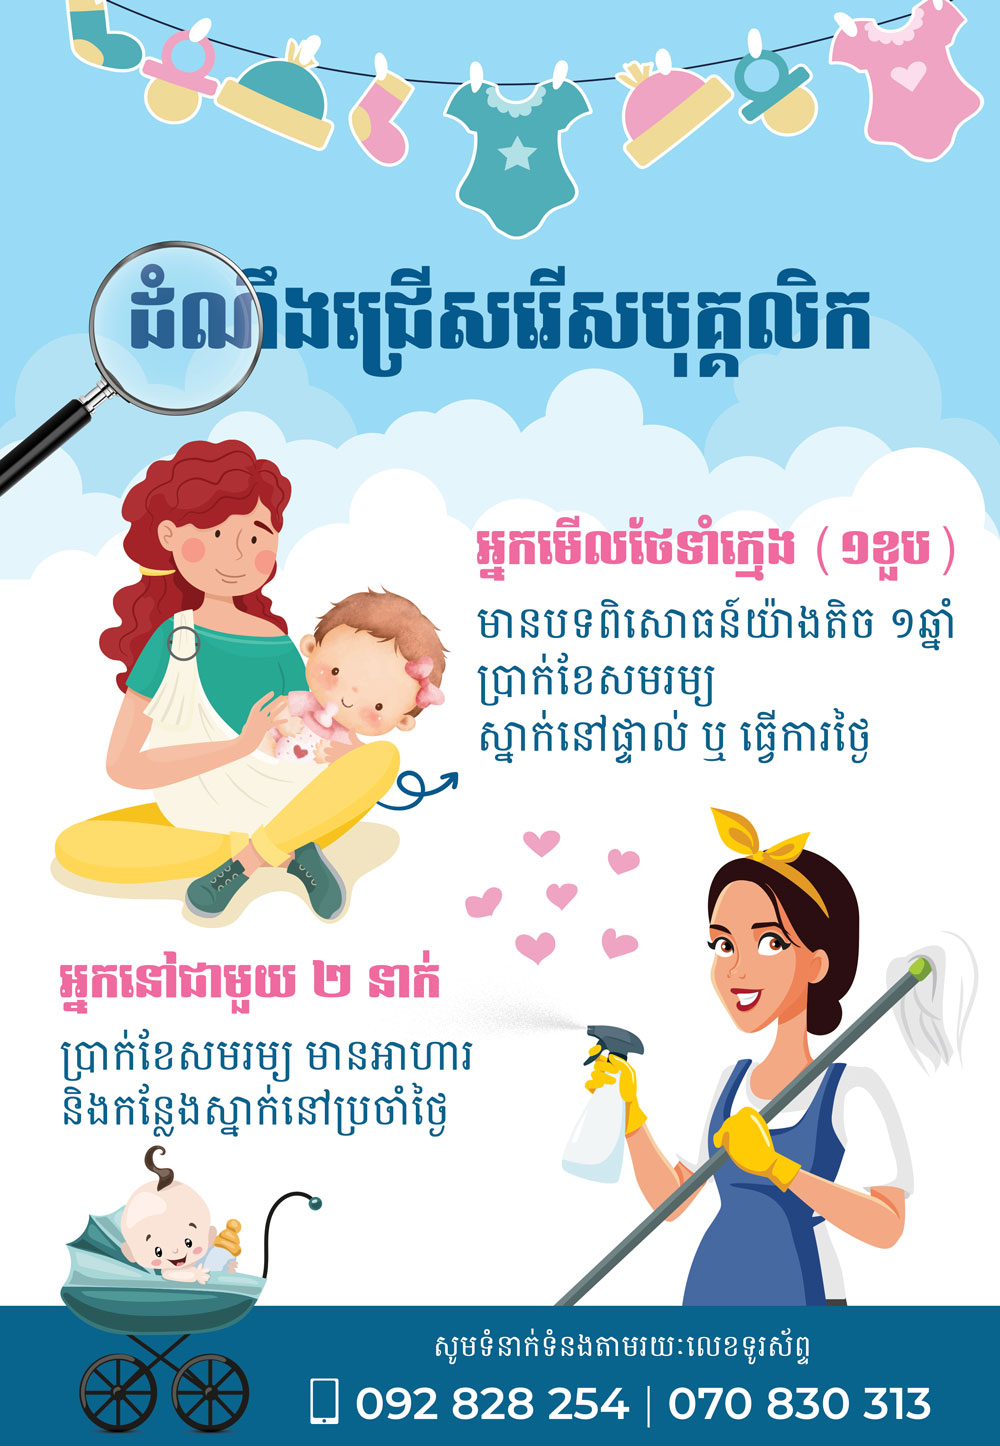 ដំណឹងជ្រើសរើសបុគ្គលិក
អ្នកមើលថែទាំក្មេង (១ខួប)
មានបទពិសោធន៍យ៉ាងតិច ១ឆ្នាំ
ប្រាក់ខែសមរម្យ
ស្នាក់នៅផ្ទាល់ ឬ ធ្វើការថ្ងៃ
អ្នកនៅជាមួយ ២ នាក់
ប្រាក់ខែសមរម្យ មានអាហារ
និងកន្លែងស្នាក់នៅប្រចាំថ្ងៃ
សូមទំនាក់ទំនងតាមរយៈលេខទូរស័ព្ទ
092 828 254 | 070 830 313